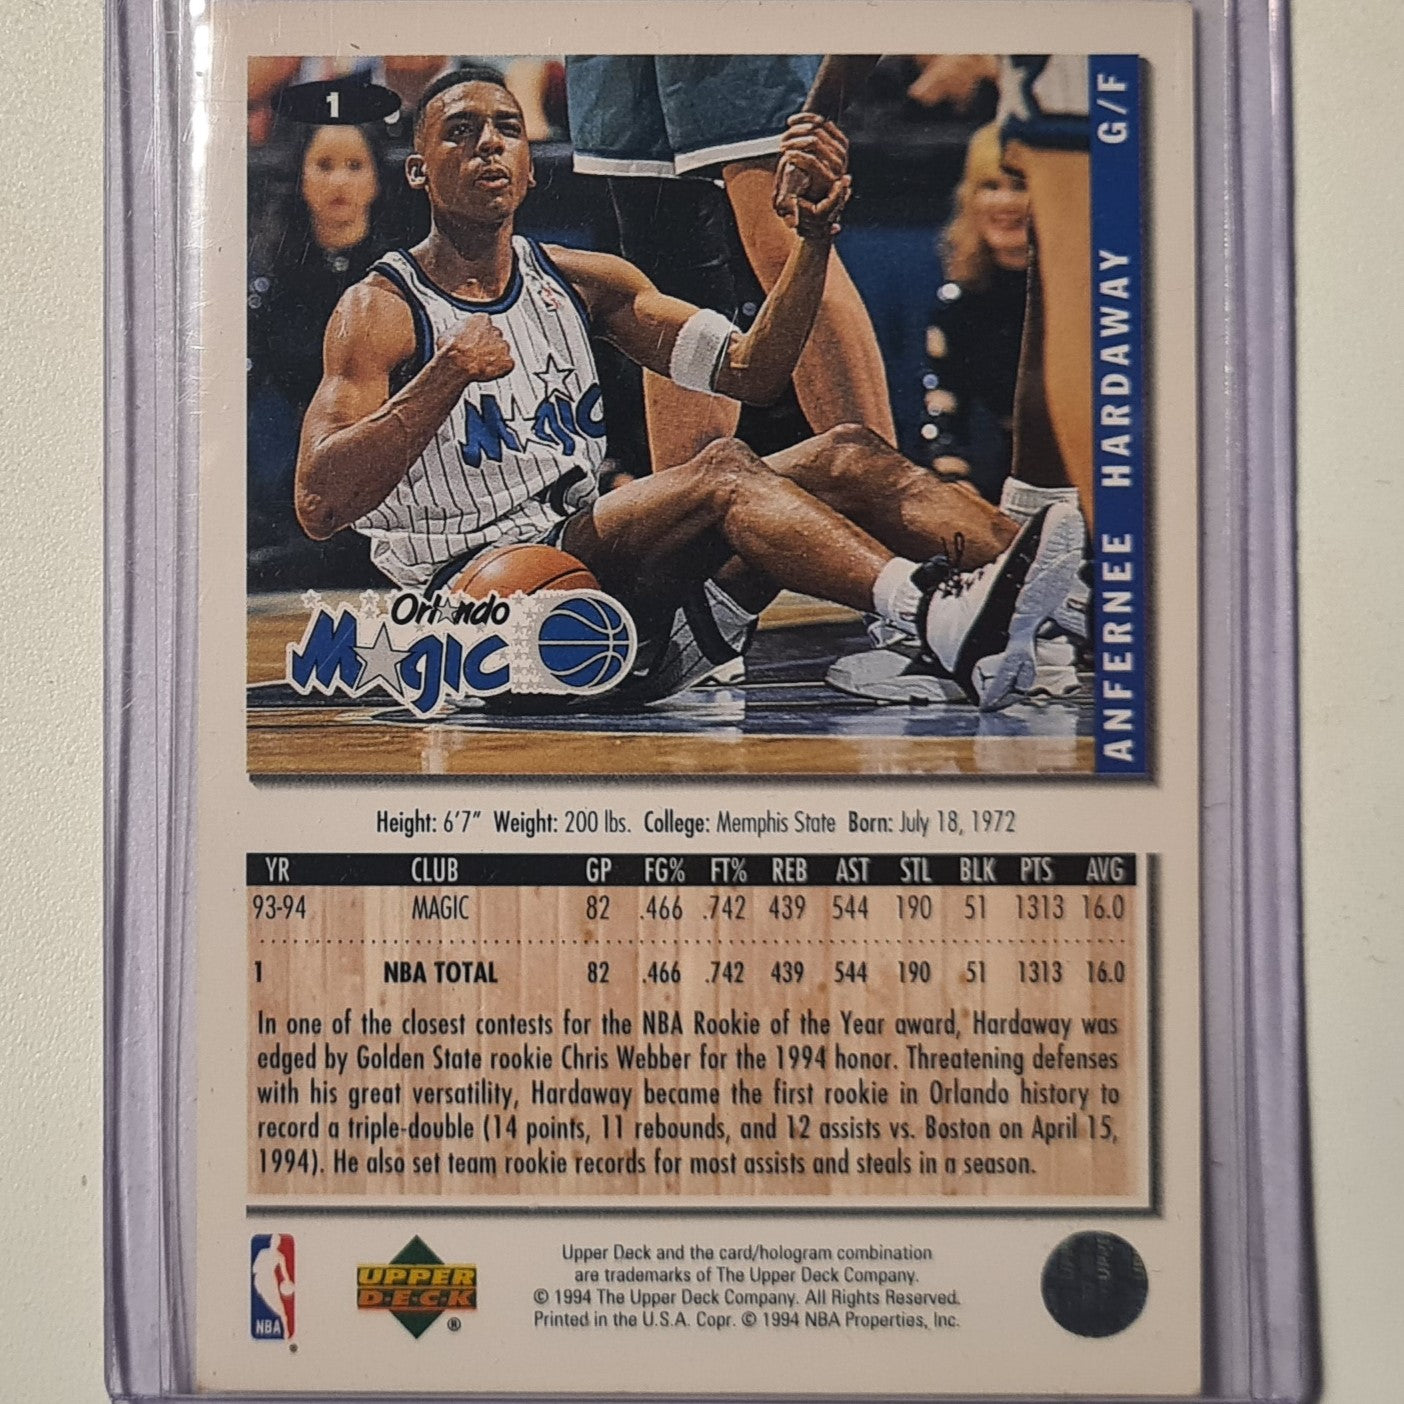 1
G/F
ANFERNEE HARDAWAY
MAGIC
Orlando
Magic
Height: 6'7" Weight: 200 lbs. College: Memphis State Born: July 18, 1972
YR CLUB GP FG% FT% REB AST STL BLK PTS AVG
93-94 MAGIC 82 .466 .742 439 544 190 51 1313 16.0
1 NBA TOTAL 82 .466 .742 439 544 190 51 1313 16.0
In one of the closest contests for the NBA Rookie of the Year award, Hardaway was
edged by Golden State rookie Chris Webber for the 1994 honor. Threatening defenses
with his great versatility, Hardaway became the first rookie in Orlando history to
record a triple-double (14 points, 11 rebounds, and 12 assists vs. Boston on April 15,
1994). He also set team rookie records for most assists and steals in a season.
NBA
®
UPPER
DECK
®
Upper Deck and the card/hologram combination
are trademarks of The Upper Deck Company.
© 1994 The Upper Deck Company. All Rights Reserved.
Printed in the U.S.A. Copr. © 1994 NBA Properties, Inc.